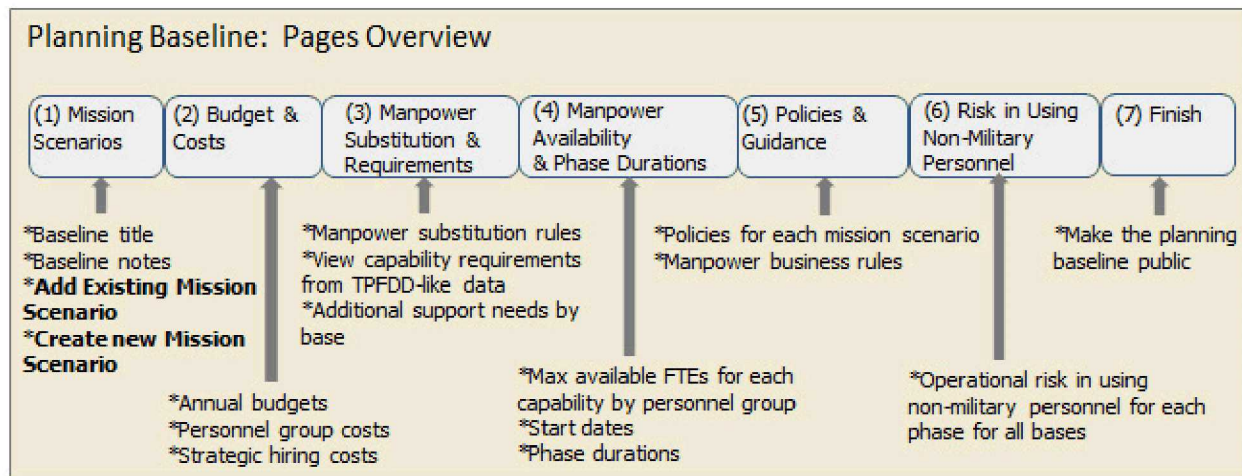 Planning Baseline: Pages Overview
(1) Mission
Scenarios
(2) Budget &
Costs
(3) Manpower
Substitution &
Requirements
(4) Manpower
Availability
& Phase Durations
(5) Policies &
Guidance
(6) Risk in Using
Non-Military
Personnel
(7) Finish
*Baseline title
*Baseline notes
*Add Existing Mission
Scenario
*Create new Mission
Scenario
*Annual budgets
*Personnel group costs
*Strategic hiring costs
*Manpower substitution rules
*View capability requirements
from TPFDD-like data
*Additional support needs by
base
*Max available FTEs for each
capability by personnel group
*Start dates
*Phase durations
*Policies for each mission scenario
*Manpower business rules
*Operational risk in using
non-military personnel for each
phase for all bases
*Make the planning
baseline public